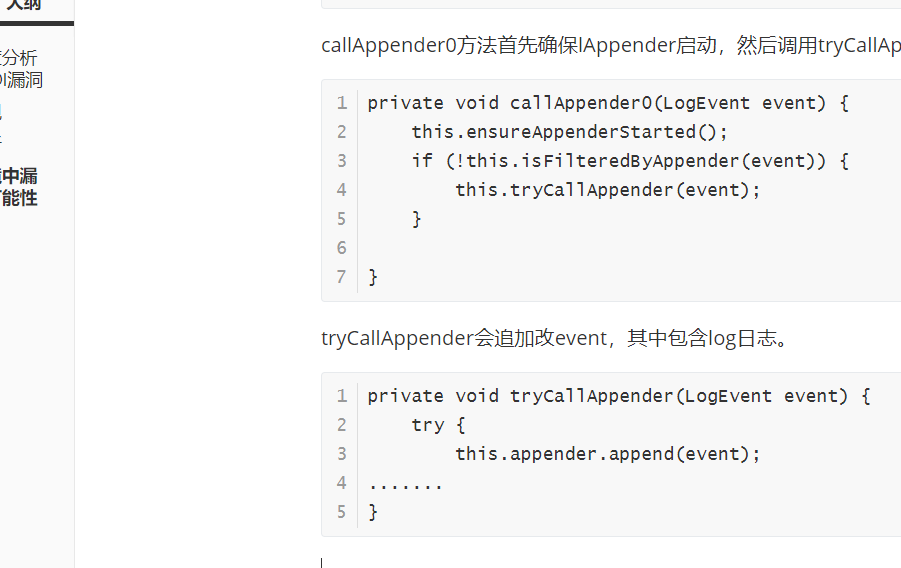 大纲
分析
DI漏洞
中漏
能性
callAppender0方法首先确保lAppender启动，然后调用tryCallAp
1 private void callAppender0(LogEvent event) {
2 this.ensureAppenderStarted();
3 if (!this.isFilteredByAppender(event)) {
4 this.tryCallAppender(event);
5 }
6
7 }
tryCallAppender会追加改event，其中包含log日志。
1 private void tryCallAppender(LogEvent event) {
2 try {
3 this.appender.append(event);
4 .......
5 }